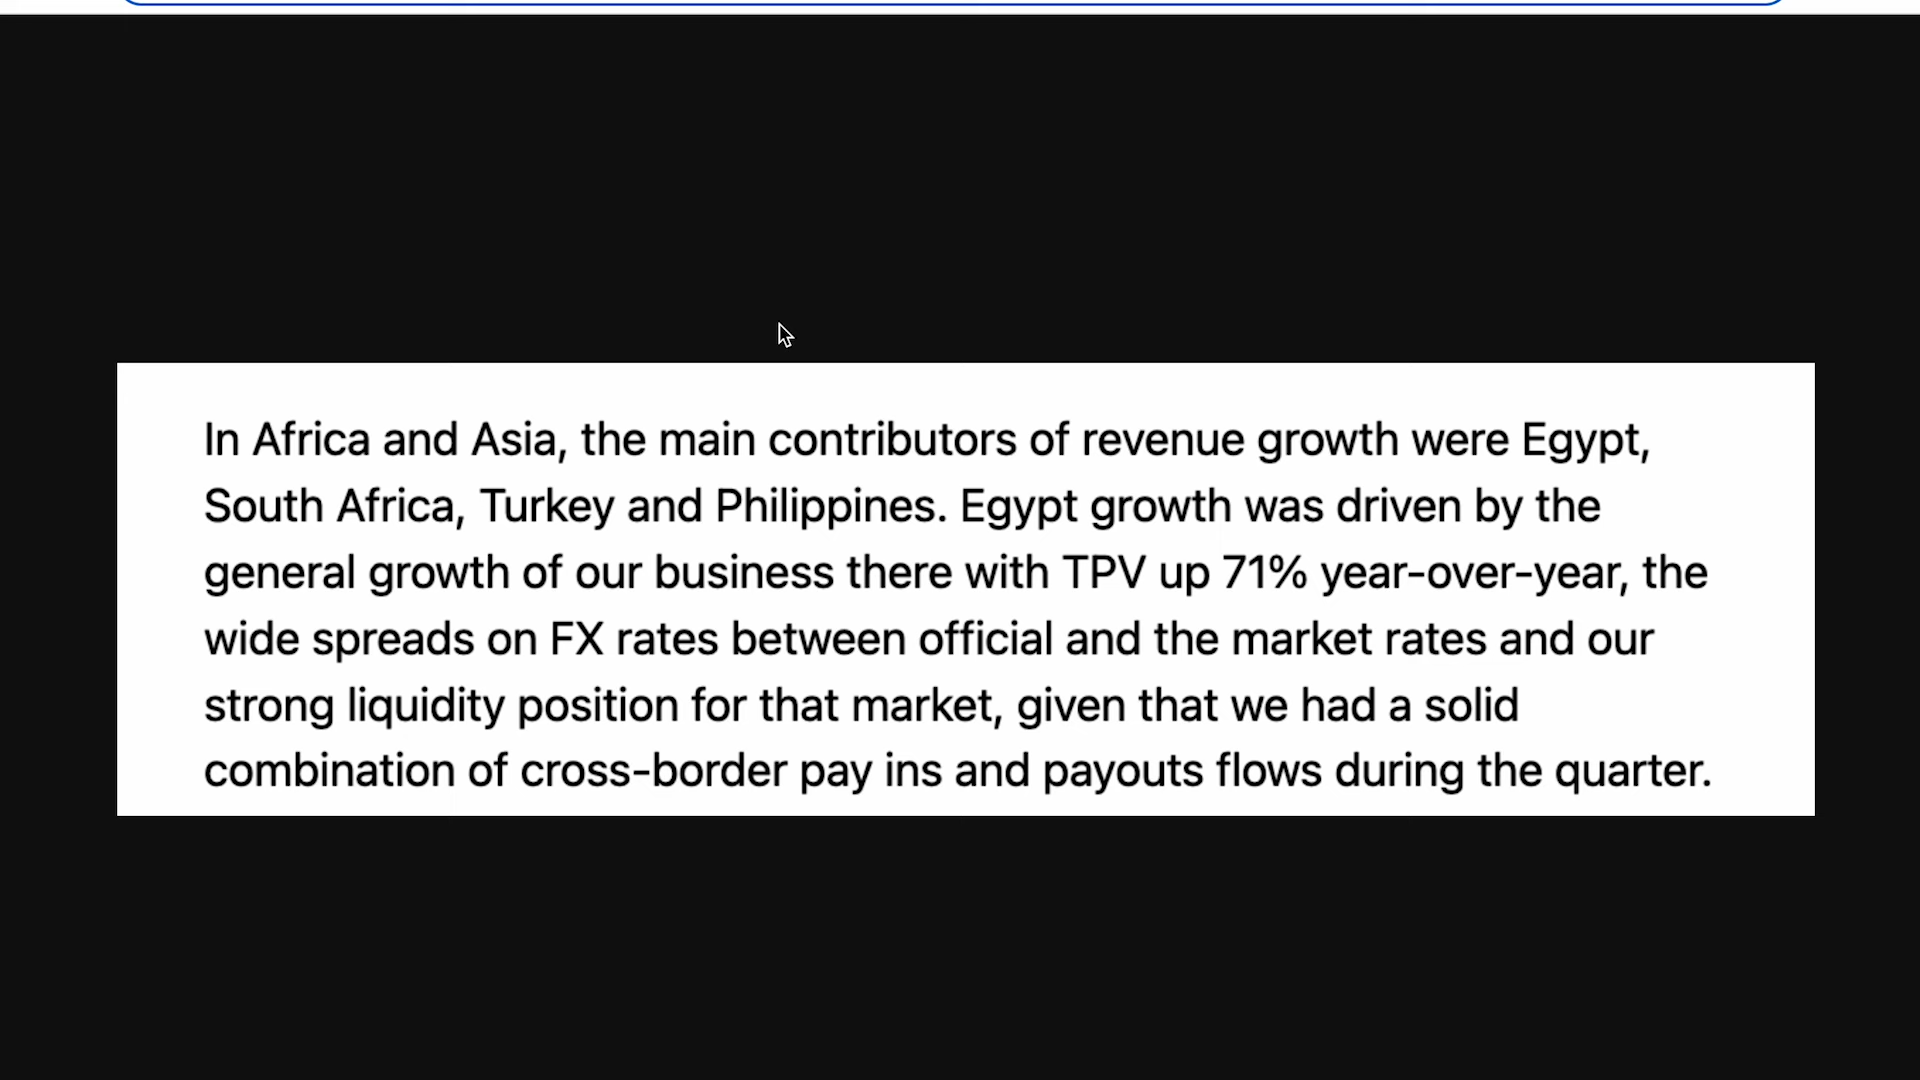 In Africa and Asia, the main contributors of revenue growth were Egypt,
South Africa, Turkey and Philippines. Egypt growth was driven by the
general growth of our business there with TPV up 71% year-over-year, the
wide spreads on FX rates between official and the market rates and our
strong liquidity position for that market, given that we had a solid
combination of cross-border pay ins and payouts flows during the quarter.